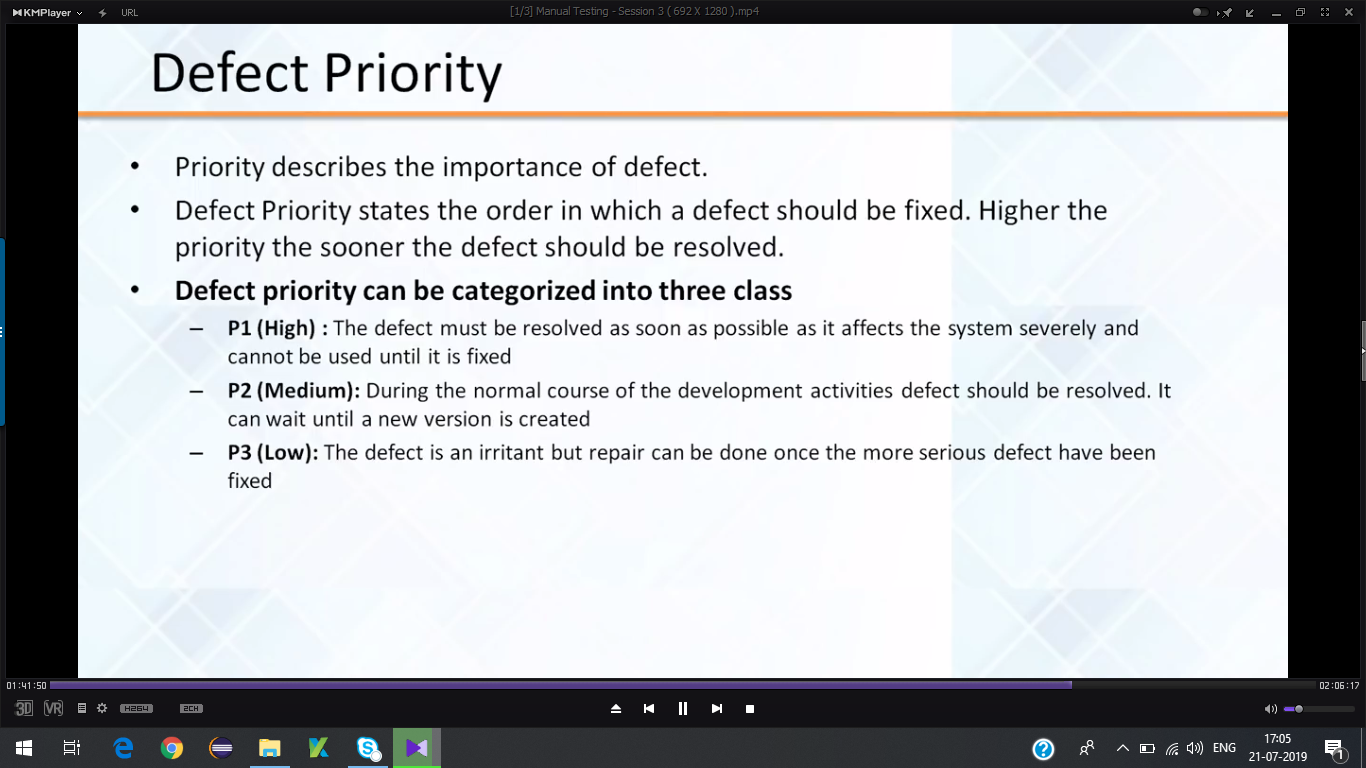 KMPlayer
URL
[1/3] Manual Testing - Session 3 ( 692 X 1280 ).mp4
Defect Priority
• Priority describes the importance of defect.
• Defect Priority states the order in which a defect should be fixed. Higher the
priority the sooner the defect should be resolved.
• Defect priority can be categorized into three class
– P1 (High) : The defect must be resolved as soon as possible as it affects the system severely and
cannot be used until it is fixed
– P2 (Medium): During the normal course of the development activities defect should be resolved. It
can wait until a new version is created
– P3 (Low): The defect is an irritant but repair can be done once the more serious defect have been
fixed
01:41:50
02:06:17
3D VR H264 2CH
ENG
17:05
21-07-2019
1